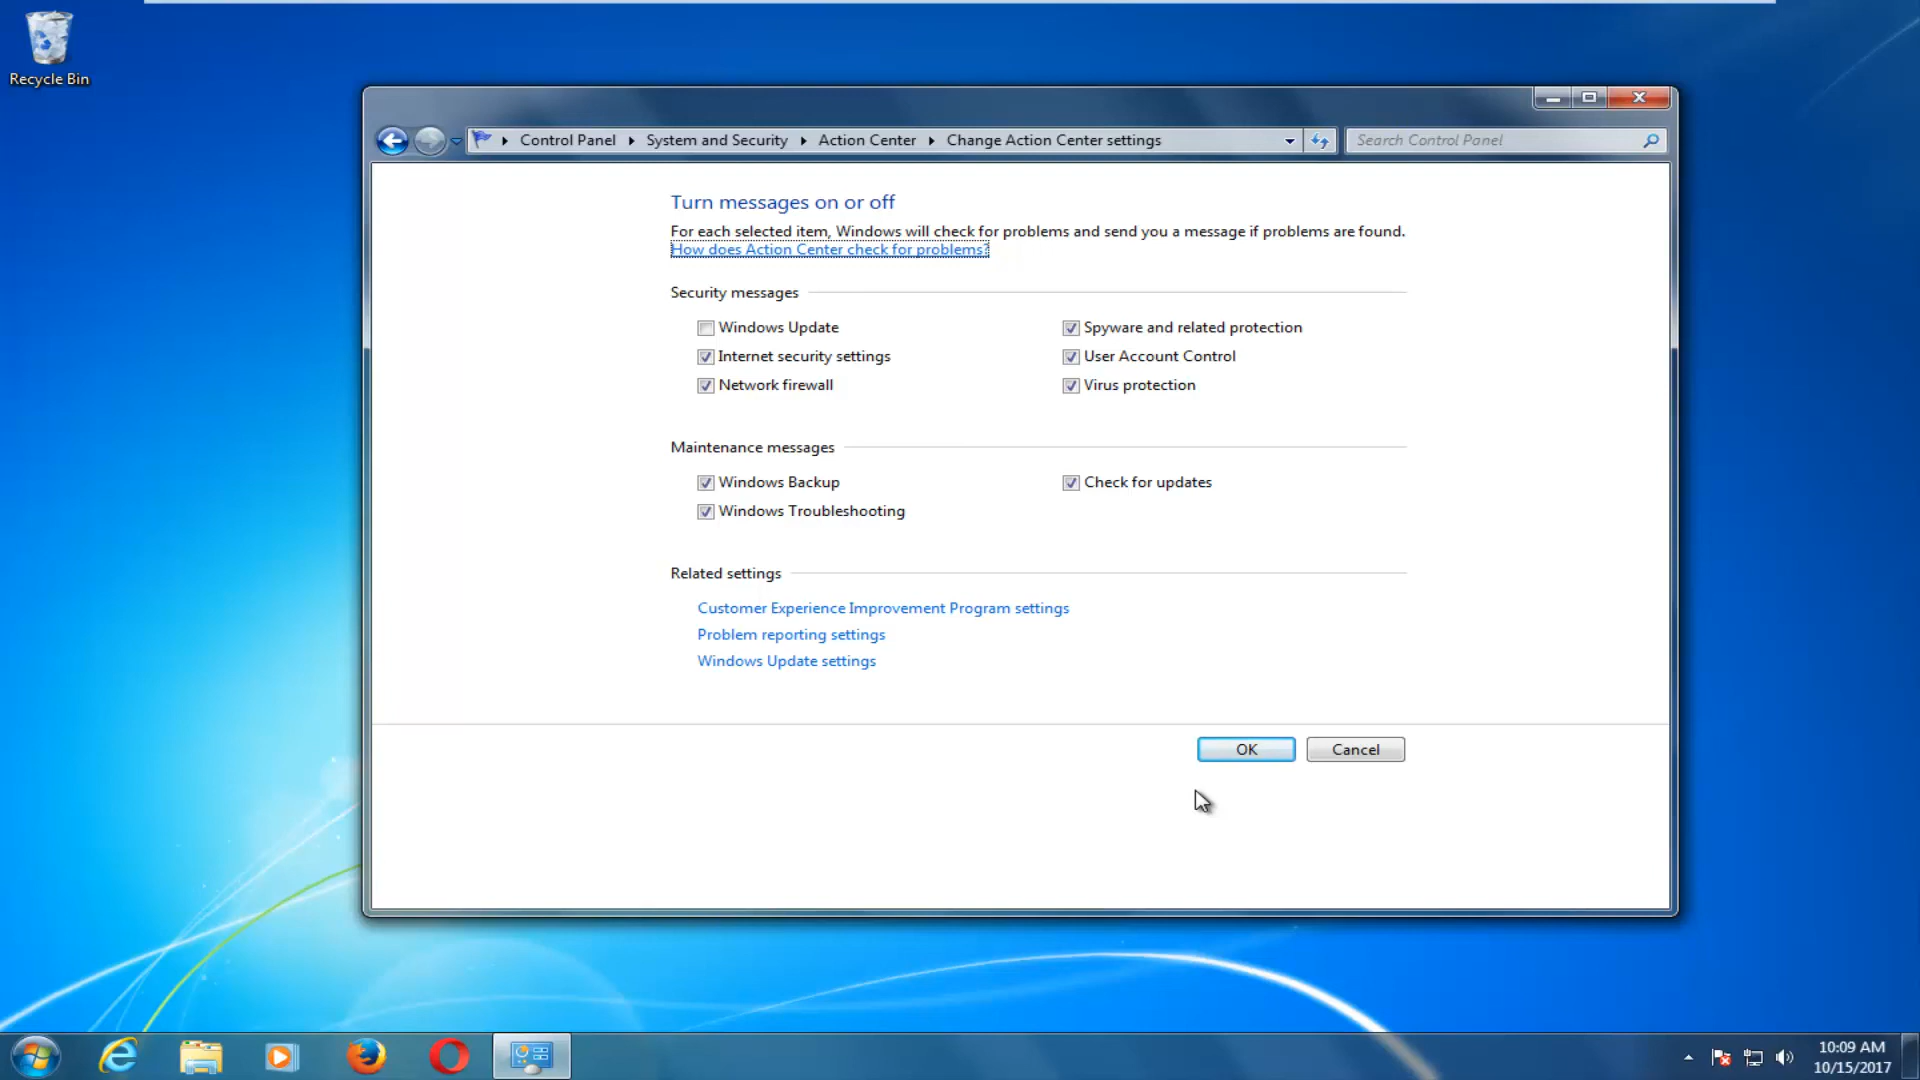 Recycle Bin
Control Panel
System and Security
Action Center
Change Action Center settings
Search Control Panel
Turn messages on or off
For each selected item, Windows will check for problems and send you a message if problems are found.
How does Action Center check for problems?
Security messages
Windows Update
Spyware and related protection
Internet security settings
User Account Control
Network firewall
Virus protection
Maintenance messages
Windows Backup
Check for updates
Windows Troubleshooting
Related settings
Customer Experience Improvement Program settings
Problem reporting settings
Windows Update settings
OK
Cancel
10:09 AM
10/15/2017